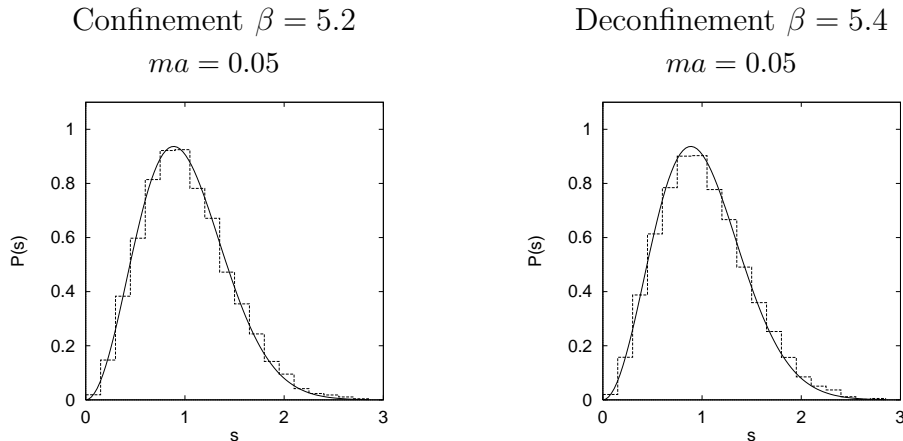 Confinement β = 5.2
ma = 0.05
P(s)
1
0.8
0.6
0.4
0.2
0
0 1 2 3
s
Deconfinement β = 5.4
ma = 0.05
P(s)
1
0.8
0.6
0.4
0.2
0
0 1 2 3
s